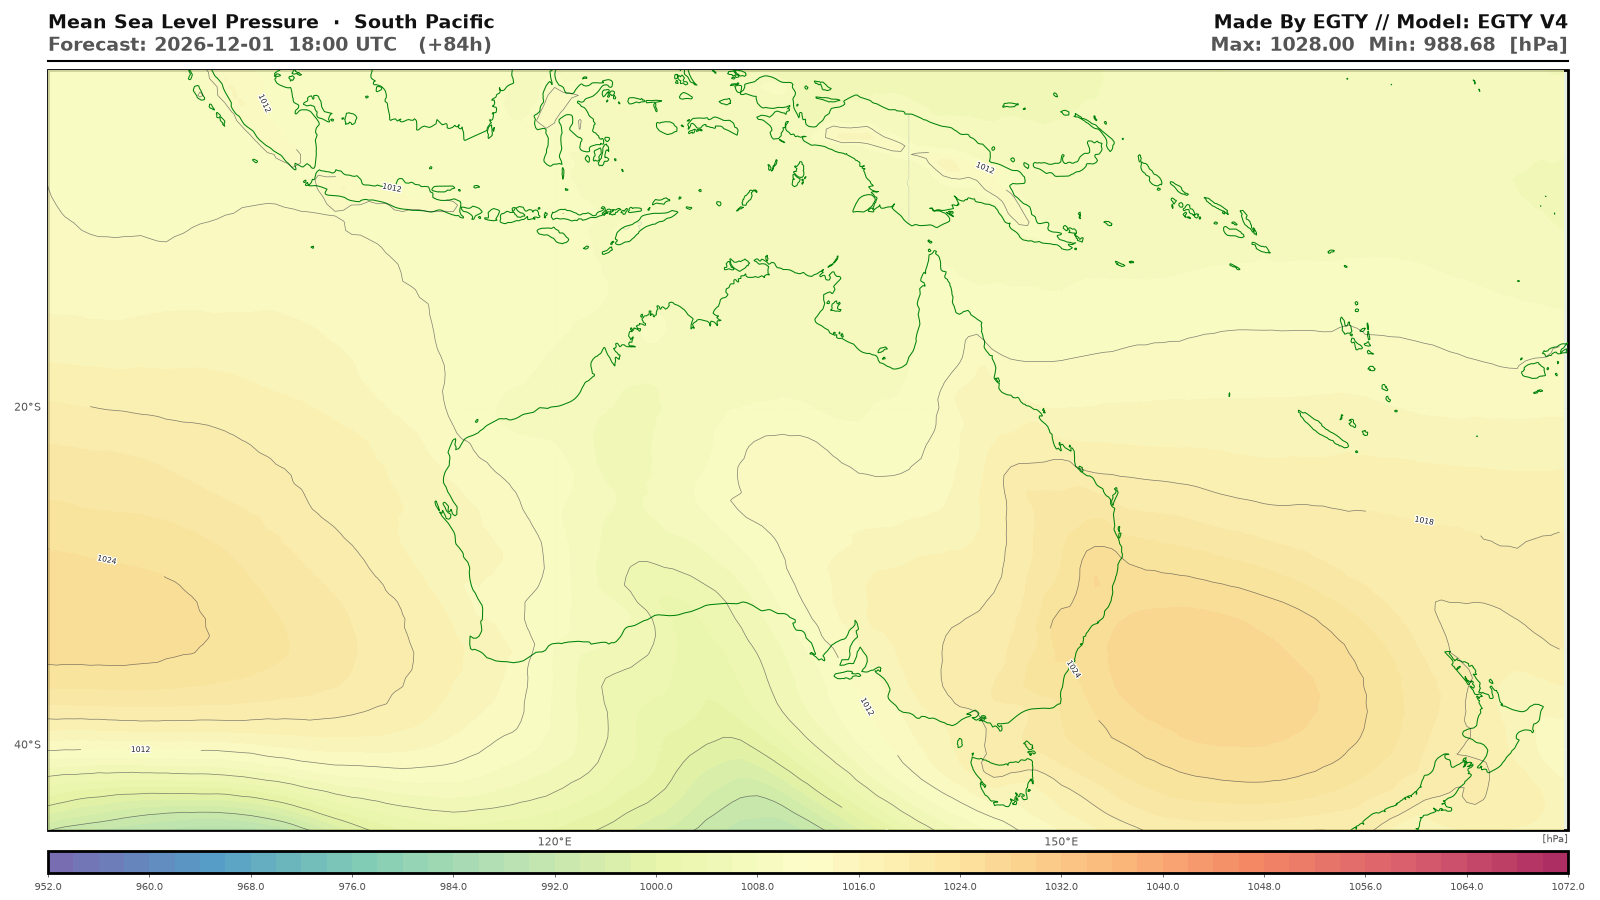 Mean Sea Level Pressure · South Pacific
Made By EGTY // Model: EGTY V4
Forecast: 2026-12-01 18:00 UTC (+84h)
Max: 1028.00 Min: 988.68 [hPa]
1012
1012
1012
20°S
1018
1024
1024
1012
40°S
1012
120°E
150°E
[hPa]
952.0
960.0
968.0
976.0
984.0
992.0
1000.0
1008.0
1016.0
1024.0
1032.0
1040.0
1048.0
1056.0
1064.0
1072.0